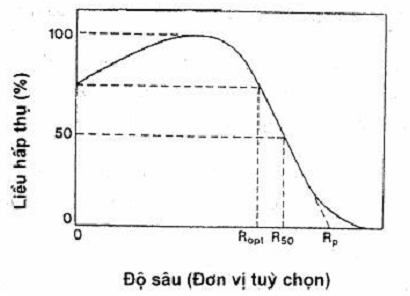 100
50
0
Liều hấp thụ (%)
0 Ropt R50 Rp
Độ sâu (Đơn vị tuỳ chọn)